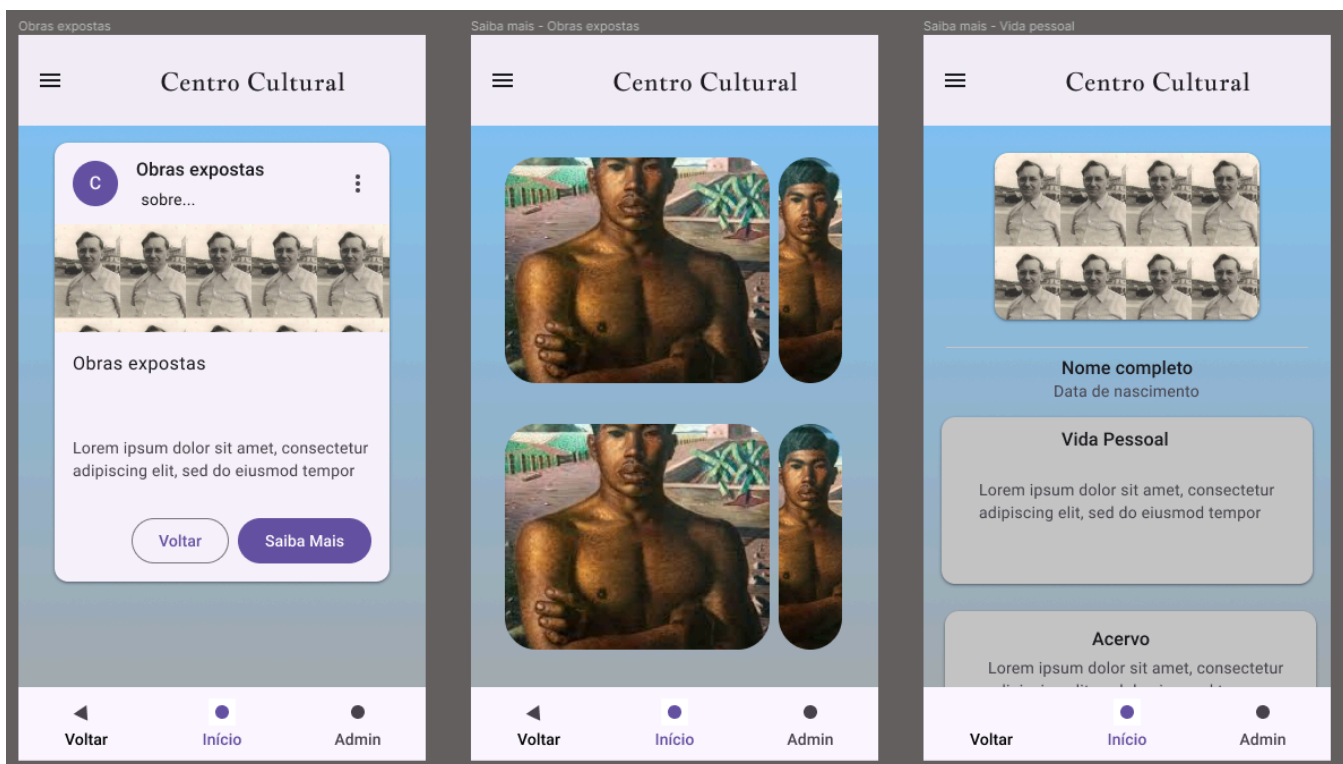 Obras expostas
Centro Cultural
C
Obras expostas
sobre...
Obras expostas
Lorem ipsum dolor sit amet, consectetur
adipiscing elit, sed do eiusmod tempor
Voltar
Saiba Mais
Voltar
Início
Admin
Saiba mais - Obras expostas
Centro Cultural
Voltar
Início
Admin
Saiba mais - Vida pessoal
Centro Cultural
Nome completo
Data de nascimento
Vida Pessoal
Lorem ipsum dolor sit amet, consectetur
adipiscing elit, sed do eiusmod tempor
Acervo
Lorem ipsum dolor sit amet, consectetur
Voltar
Início
Admin